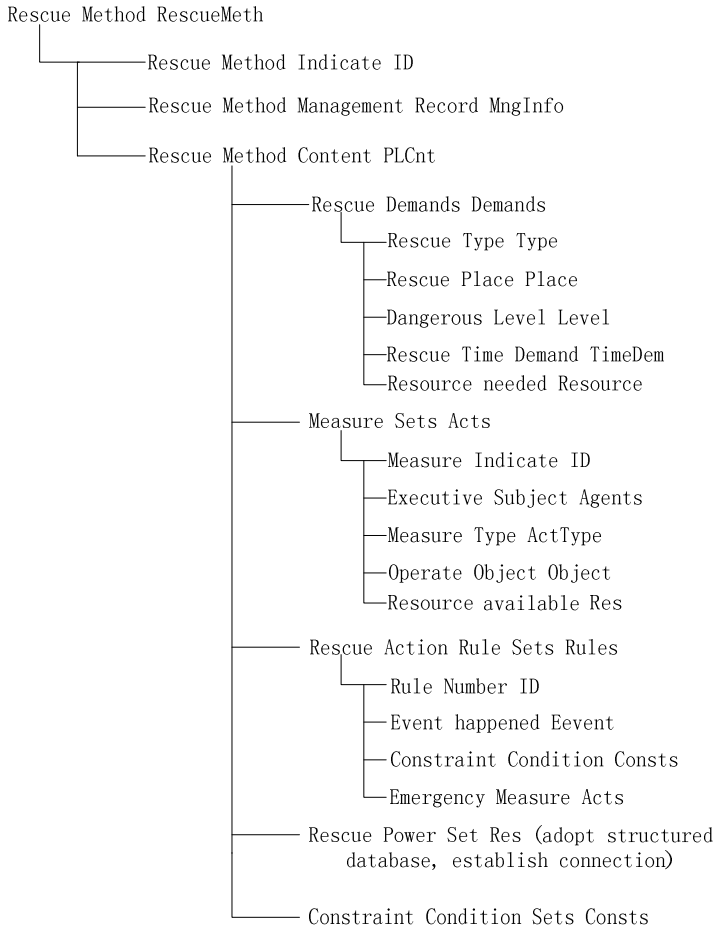 Rescue Method RescueMeth
Rescue Method Indicate ID
Rescue Method Management Record MngInfo
Rescue Method Content PLCnt
Rescue Demands Demands
Rescue Type Type
Rescue Place Place
Dangerous Level Level
Rescue Time Demand TimeDem
Resource needed Resource
Measure Sets Acts
Measure Indicate ID
Executive Subject Agents
Measure Type ActType
Operate Object Object
Resource available Res
Rescue Action Rule Sets Rules
Rule Number ID
Event happened Eevent
Constraint Condition Consts
Emergency Measure Acts
Rescue Power Set Res (adopt structured
database, establish connection)
Constraint Condition Sets Consts